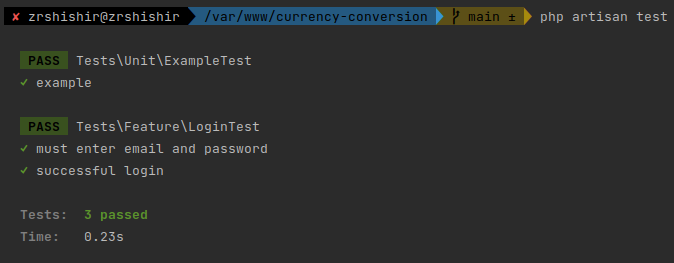 ✘ zrshishir@zrshishir /var/www/currency-conversion main ± php artisan test
PASS Tests\Unit\ExampleTest
✓ example
PASS Tests\Feature\LoginTest
✓ must enter email and password
✓ successful login
Tests: 3 passed
Time: 0.23s